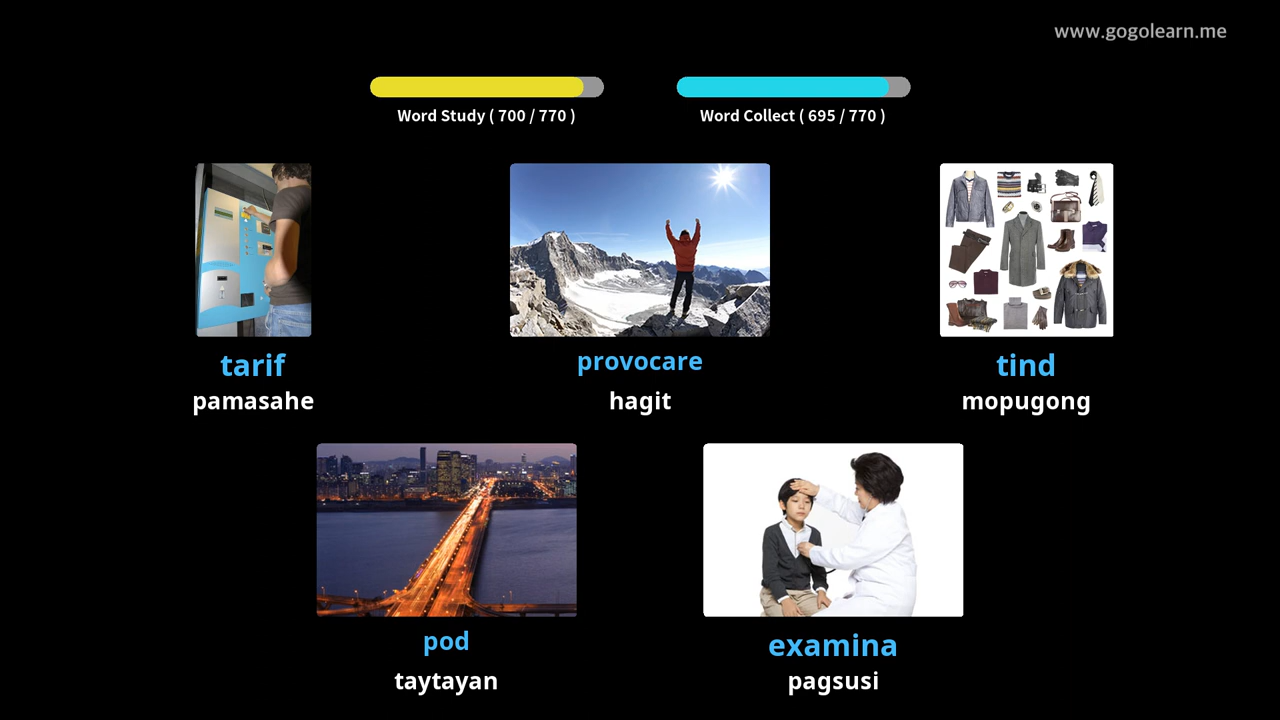 www.gogolearn.me
Word Study ( 700 / 770 )
Word Collect ( 695 / 770 )
tarif
pamasahe
provocare
hagit
tind
mopugong
pod
taytayan
examina
pagsusi